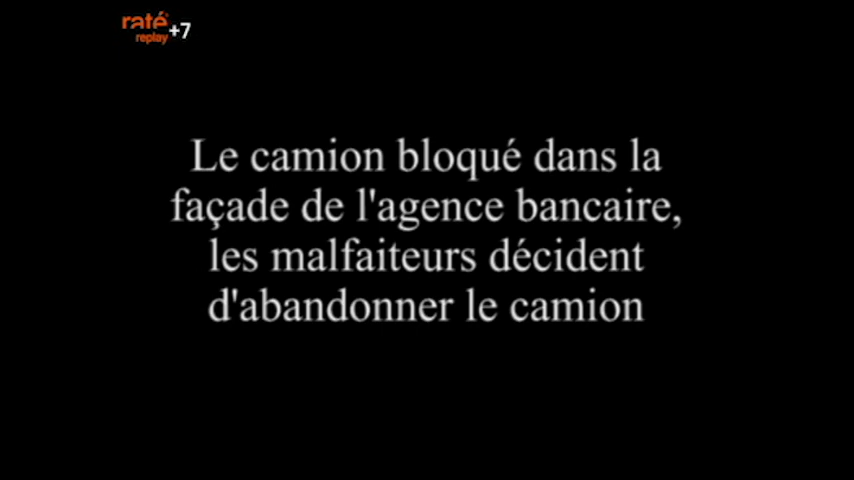 raté
replay +7
Le camion bloqué dans la
façade de l'agence bancaire,
les malfaiteurs décident
d'abandonner le camion